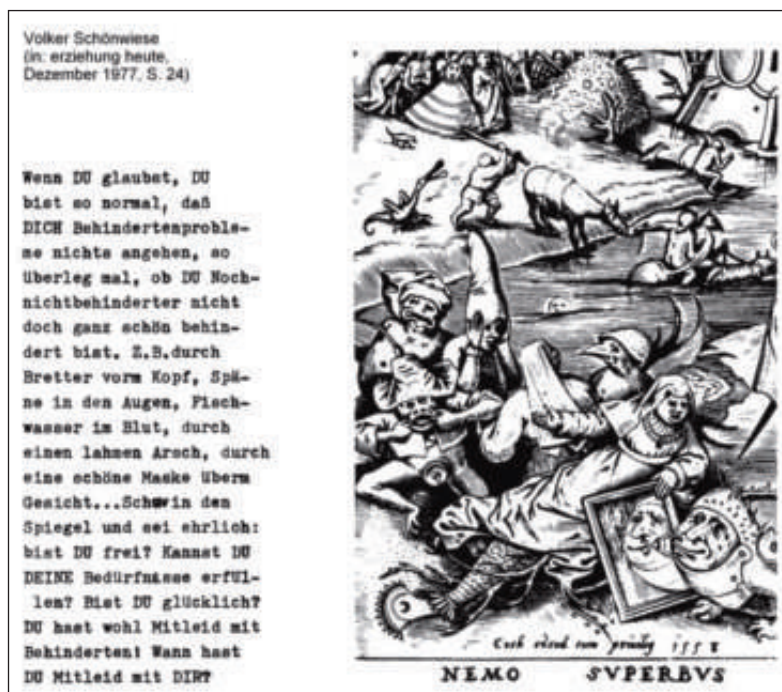 Volker Schönwiese
(in: erziehung heute,
Dezember 1977, S. 24)
Wenn DU glaubst, DU
bist so normal, daß
DICH Behindertenproble-
me nichts angehen, so
überleg mal, ob DU Noch-
nichtbehinderter nicht
doch ganz schön behin-
dert bist. Z.B.durch
Bretter vorm Kopf, Spä-
ne in den Augen, Fisch-
wasser im Blut, durch
einen lahmen Arsch, durch
eine schöne Maske überm
Gesicht...Schau in den
Spiegel und sei ehrlich:
bist DU frei? Kannst DU
DEINE Bedürfnisse erfül-
len? Bist DU glücklich?
DU hast wohl Mitleid mit
Behinderten! Wann hast
DU Mitleid mit DIR?
1558
NEMO SVPERBVS